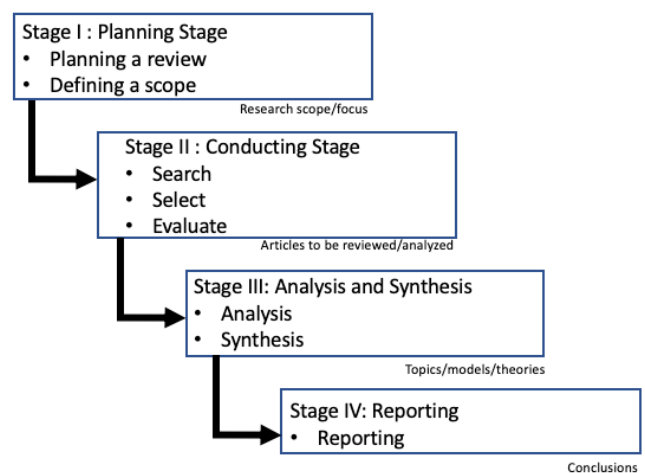 Stage I : Planning Stage
• Planning a review
• Defining a scope
Research scope/focus
Stage II : Conducting Stage
• Search
• Select
• Evaluate
Articles to be reviewed/analyzed
Stage III: Analysis and Synthesis
• Analysis
• Synthesis
Topics/models/theories
Stage IV: Reporting
• Reporting
Conclusions